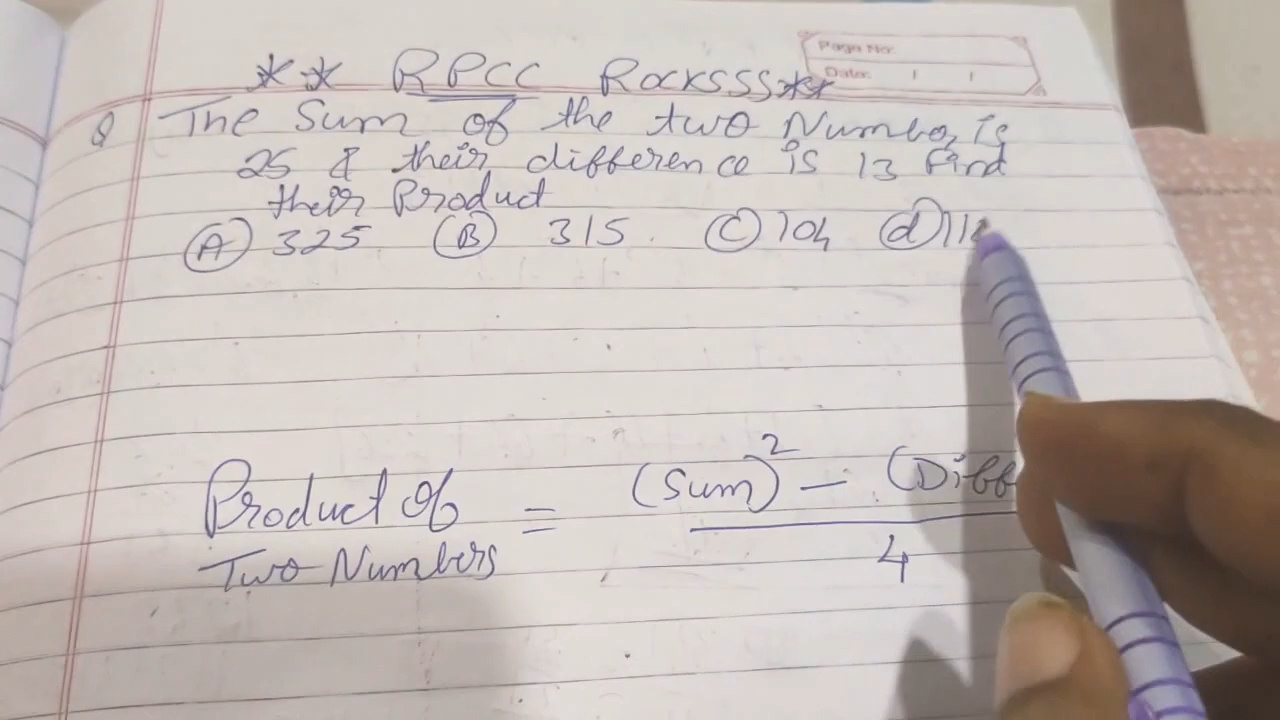 Page No:
Date: / /
** RPCC Rocksss**
Q The Sum of the two Number is
25 & their difference is 13 find
their Product
(A) 325 (B) 315. (C) 104 (d)
Product of = (Sum)² - (Diff
Two Numbers 4